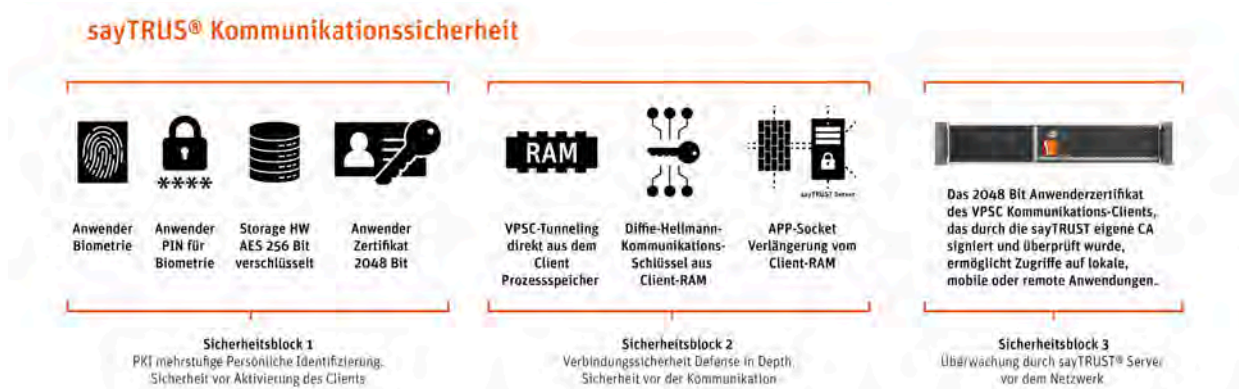 sayTRUS® Kommunikationssicherheit
RAM
****
sayTRUST Server
Anwender
Biometrie
Anwender
PIN für
Biometrie
Storage HW
AES 256 Bit
verschlüsselt
Anwender
Zertifikat
2048 Bit
VPSC-Tunneling
direkt aus dem
Client
Prozessspeicher
Diffie-Hellmann-
Kommunikations-
Schlüssel aus
Client-RAM
APP-Socket
Verlängerung vom
Client-RAM
Das 2048 Bit Anwenderzertifikat
des VPSC Kommunikations-Clients,
das durch die sayTRUST eigene CA
signiert und überprüft wurde,
ermöglicht Zugriffe auf lokale,
mobile oder remote Anwendungen.
Sicherheitsblock 1
PKI mehrstufige Persönliche Identifizierung.
Sicherheit vor Aktivierung des Clients
Sicherheitsblock 2
Verbindungssicherheit Defense in Depth
Sicherheit vor der Kommunikation
Sicherheitsblock 3
Überwachung durch sayTRUST® Server
vor dem Netzwerk